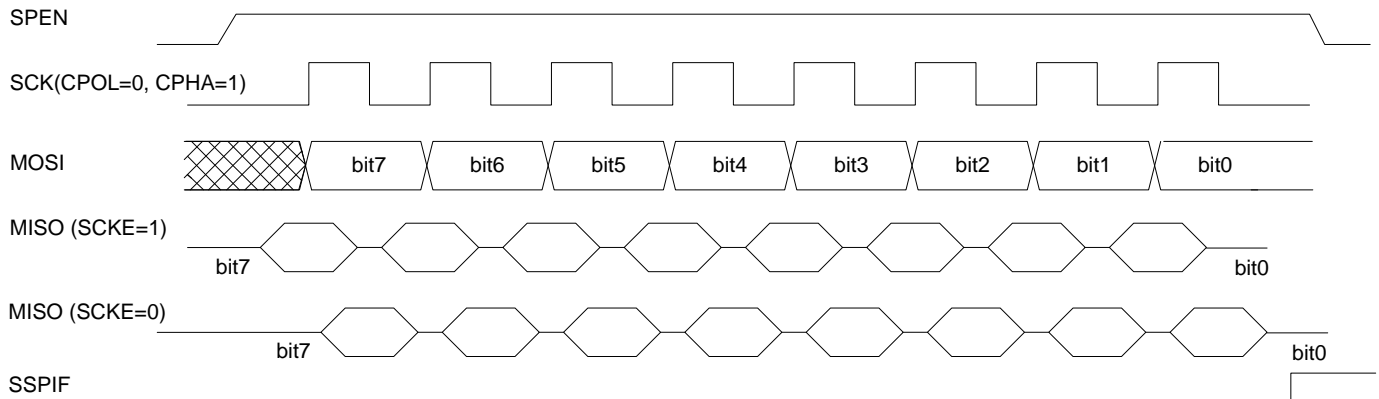 SPEN
SCK(CPOL=0, CPHA=1)
MOSI bit7 bit6 bit5 bit4 bit3 bit2 bit1 bit0
MISO (SCKE=1)
bit7 bit0
MISO (SCKE=0)
bit7 bit0
SSPIF